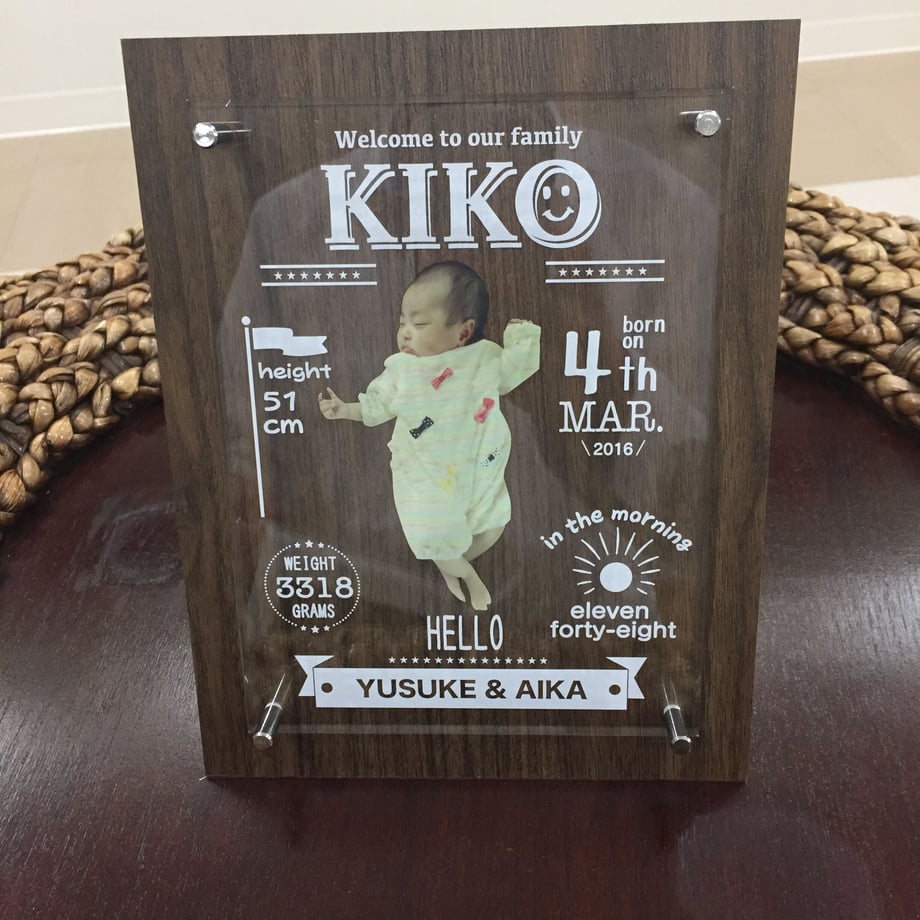 Welcome to our family
KIKO
height
51
cm
born
on
4th
MAR.
2016
WEIGHT
3318
GRAMS
in the morning
eleven
forty-eight
HELLO
YUSUKE & AIKA